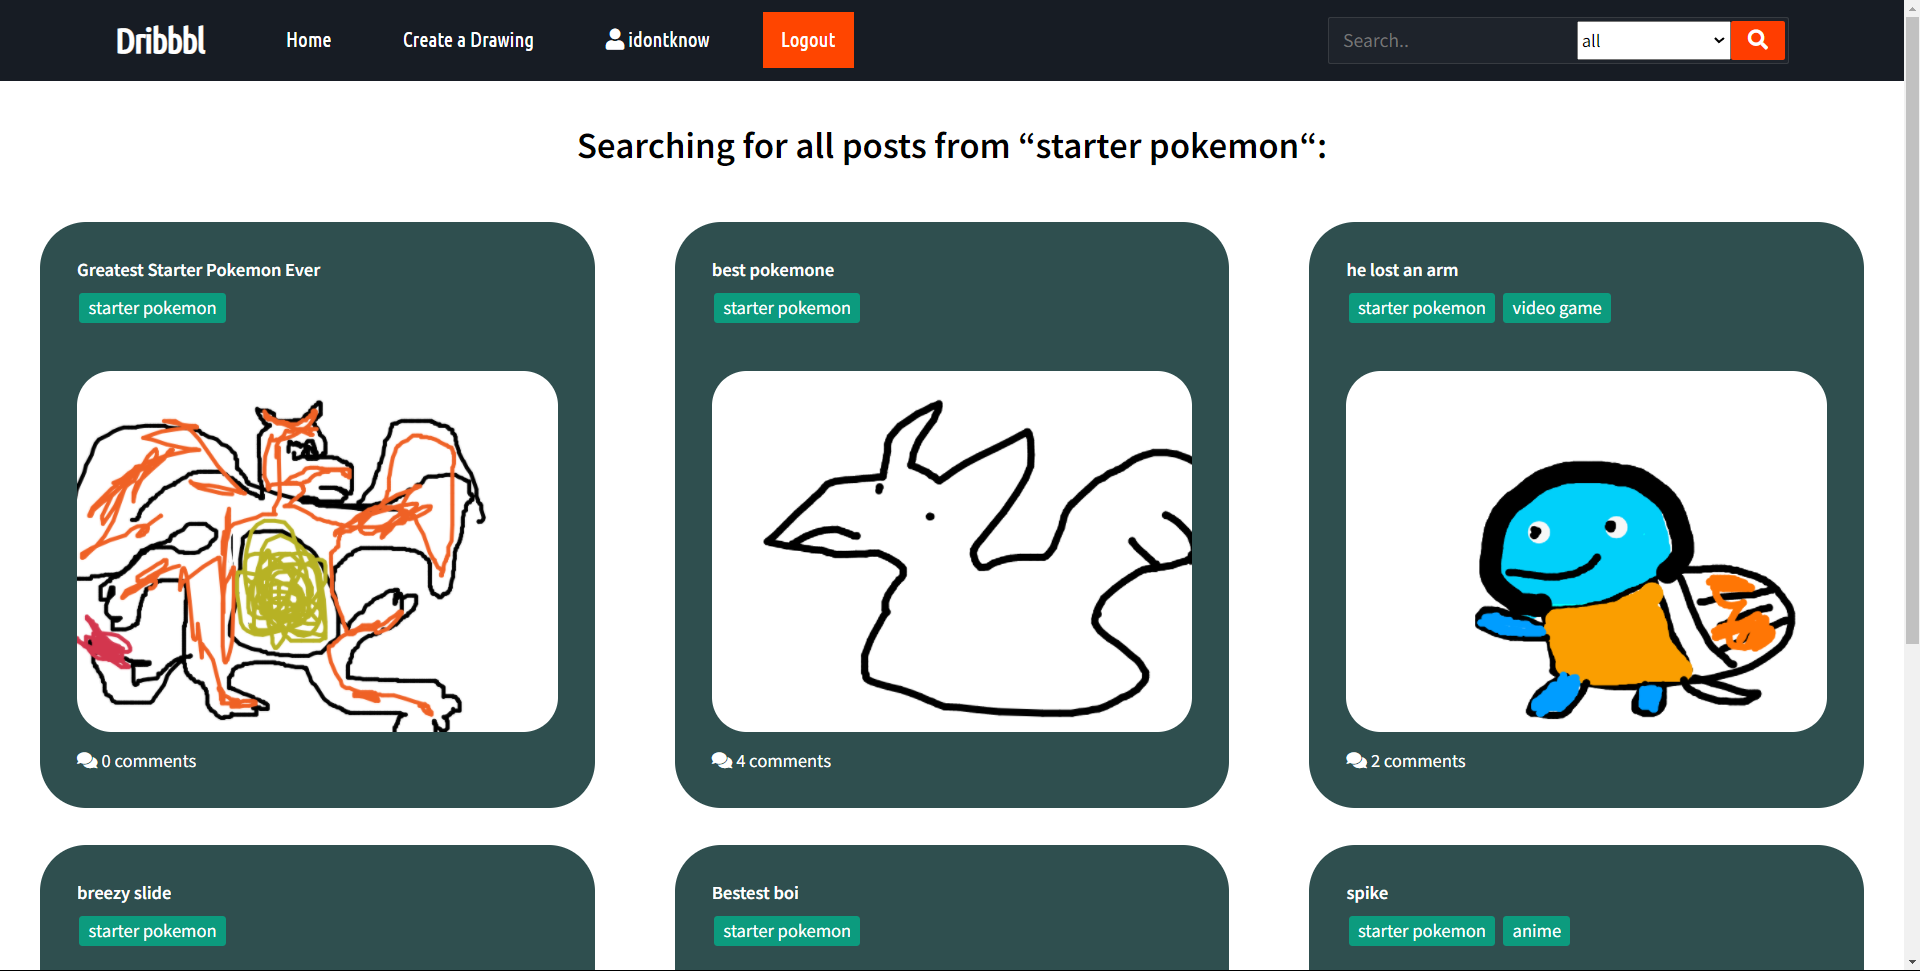 Dribbbl Home Create a Drawing idontknow Logout Search.. all
Searching for all posts from “starter pokemon“:
Greatest Starter Pokemon Ever
starter pokemon
0 comments
best pokemone
starter pokemon
4 comments
he lost an arm
starter pokemon video game
2 comments
breezy slide
starter pokemon
Bestest boi
starter pokemon
spike
starter pokemon anime